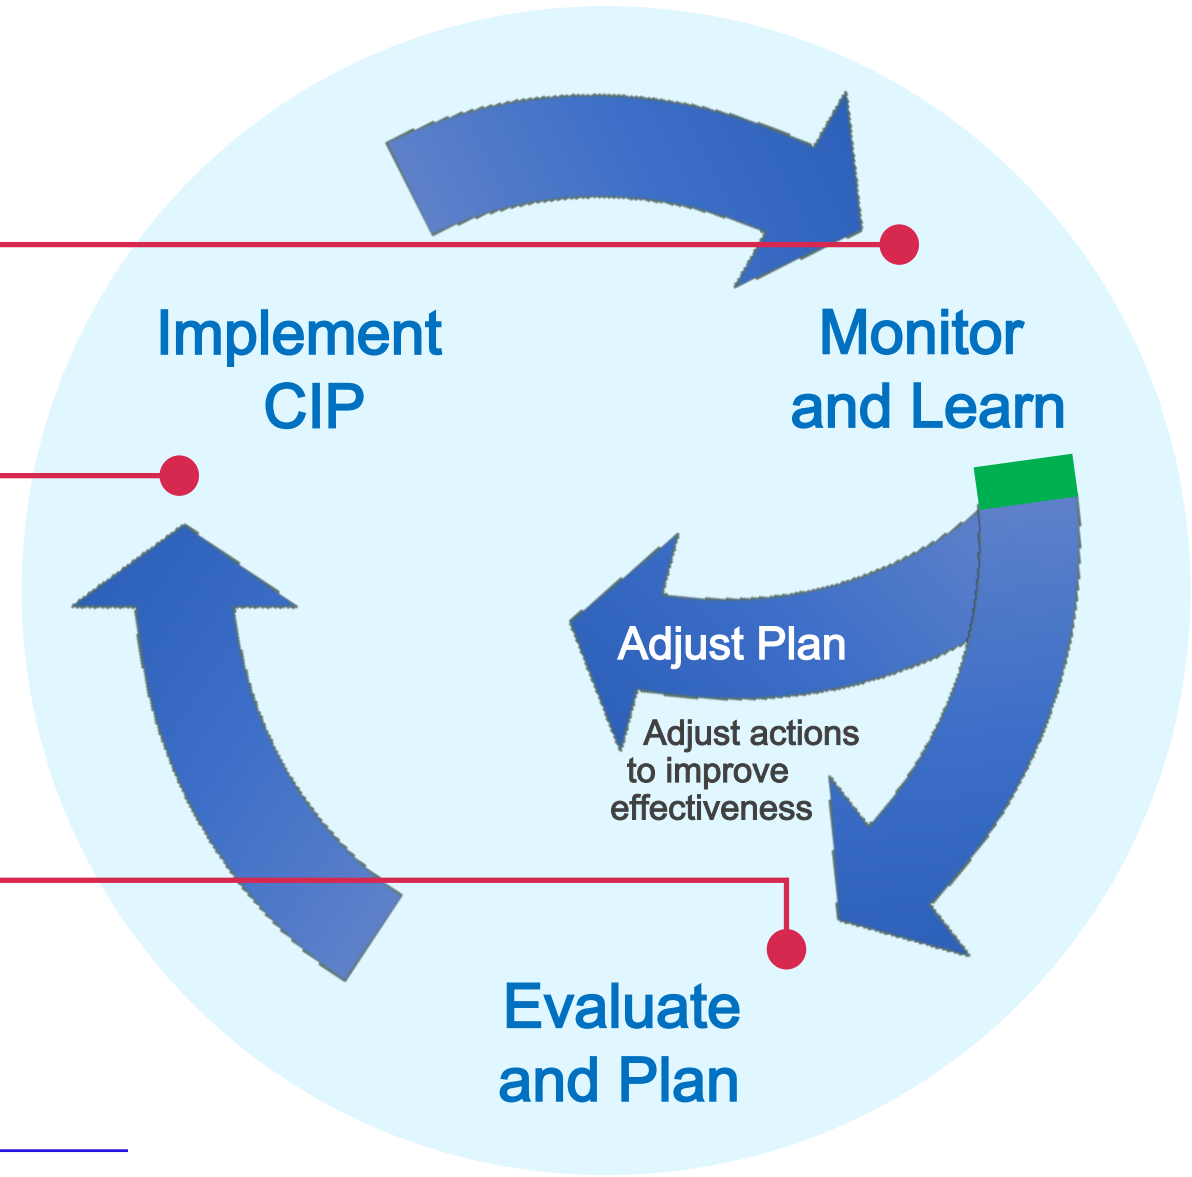 Implement
CIP
Monitor
and Learn
Adjust Plan
Adjust actions
to improve
effectiveness
Evaluate
and Plan